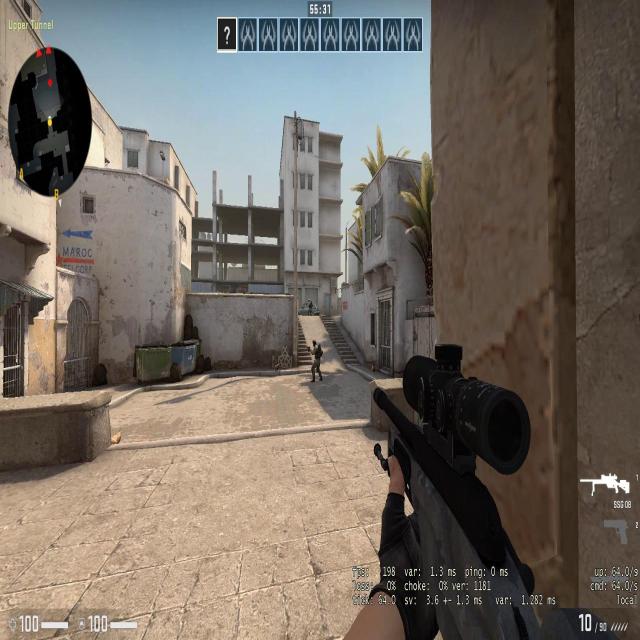 55:31
Upper Tunnel
?
MAROC
SSG 08
1
2
fps: 198 var: 1.3 ms ping: 0 ms
loss: 0% choke: 0% ver: 1181
tick: 64.0 sv: 3.6 +- 1.3 ms var: 1.282 ms
up: 64.0/s
cmd: 64.0/s
local
100
100
10 / 90